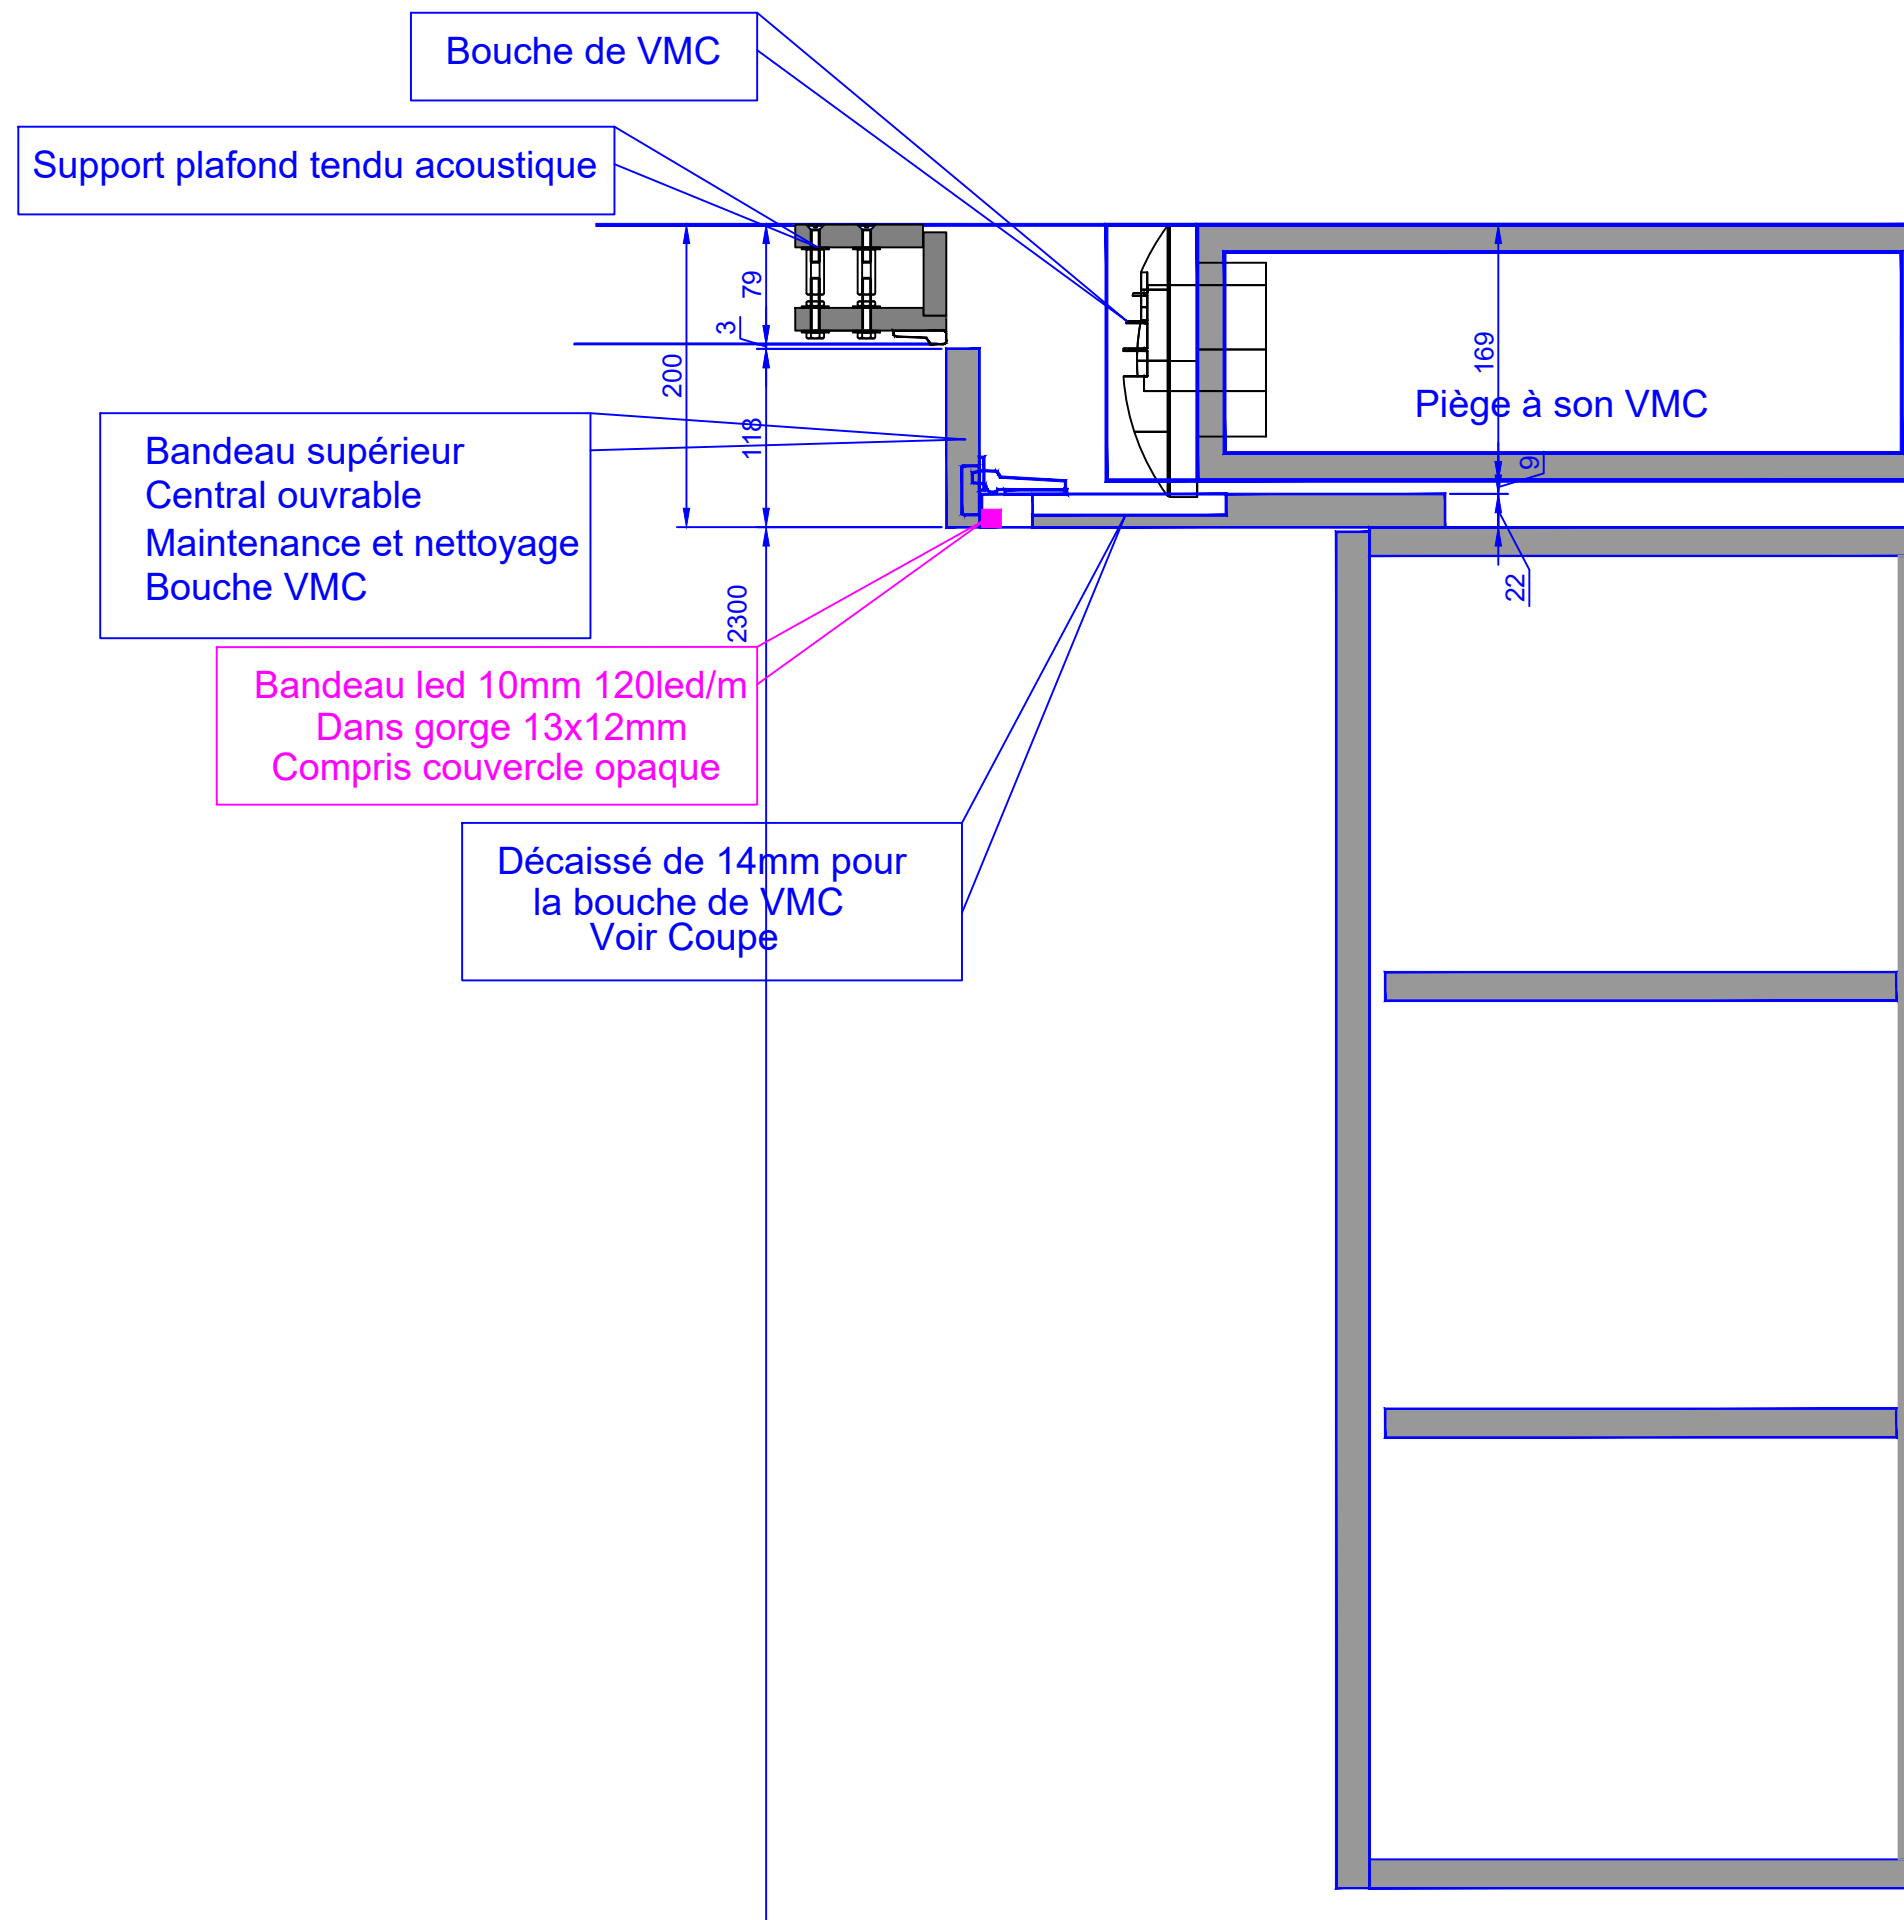 Bouche de VMC
Support plafond tendu acoustique
79
3
200
118
169
Piège à son VMC
9
22
Bandeau supérieur
Central ouvrable
Maintenance et nettoyage
Bouche VMC
2300
Bandeau led 10mm 120led/m
Dans gorge 13x12mm
Compris couvercle opaque
Décaissé de 14mm pour
la bouche de VMC
Voir Coupe